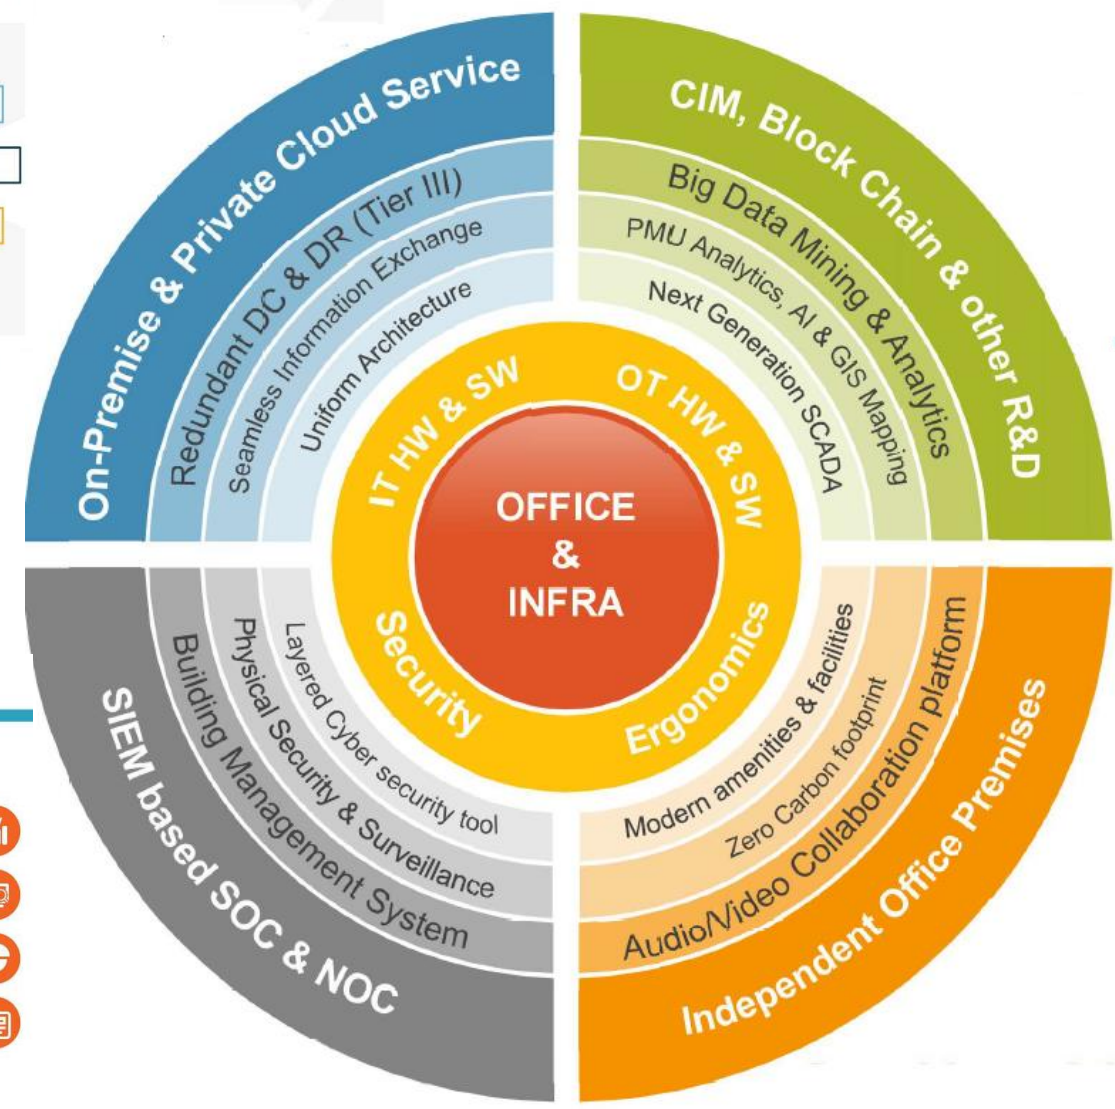 On-Premise & Private Cloud Service
Redundant DC & DR (Tier III)
Seamless Information Exchange
Uniform Architecture
CIM, Block Chain & other R&D
Big Data Mining & Analytics
PMU Analytics, AI & GIS Mapping
Next Generation SCADA
IT HW & SW
OT HW & SW
OFFICE
&
INFRA
Security
Ergonomics
Layered Cyber security tool
Physical Security & Surveillance
Building Management System
SIEM based SOC & NOC
Modern amenities & facilities
Zero Carbon footprint
Audio/Video Collaboration platform
Independent Office Premises